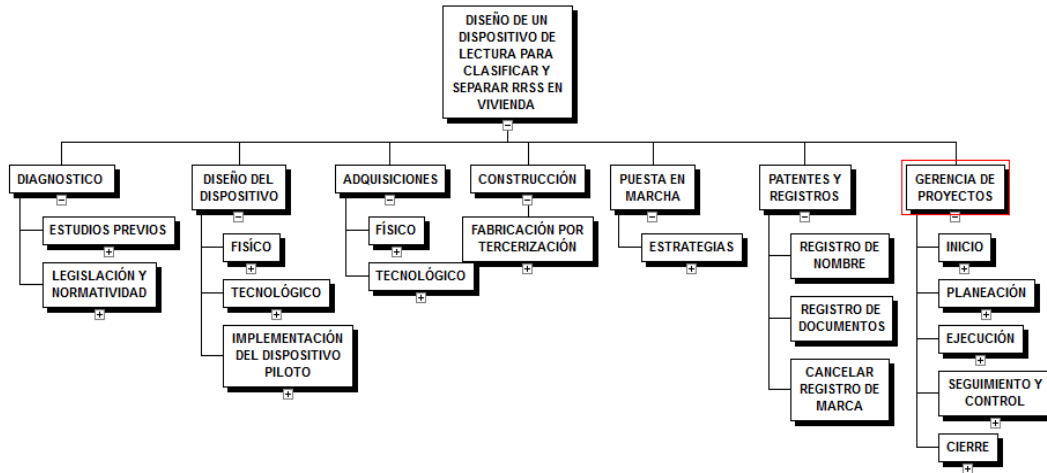 DISEÑO DE UN
DISPOSITIVO DE
LECTURA PARA
CLASIFICAR Y
SEPARAR RRSS EN
VIVIENDA
DIAGNOSTICO
ESTUDIOS PREVIOS
LEGISLACIÓN Y
NORMATIVIDAD
DISEÑO DEL
DISPOSITIVO
FISÍCO
TECNOLÓGICO
IMPLEMENTACIÓN
DEL DISPOSITIVO
PILOTO
ADQUISICIONES
FÍSICO
TECNOLÓGICO
CONSTRUCCIÓN
FABRICACIÓN POR
TERCERIZACIÓN
PUESTA EN
MARCHA
ESTRATEGIAS
PATENTES Y
REGISTROS
REGISTRO DE
NOMBRE
REGISTRO DE
DOCUMENTOS
CANCELAR
REGISTRO DE
MARCA
GERENCIA DE
PROYECTOS
INICIO
PLANEACIÓN
EJECUCIÓN
SEGUIMIENTO Y
CONTROL
CIERRE